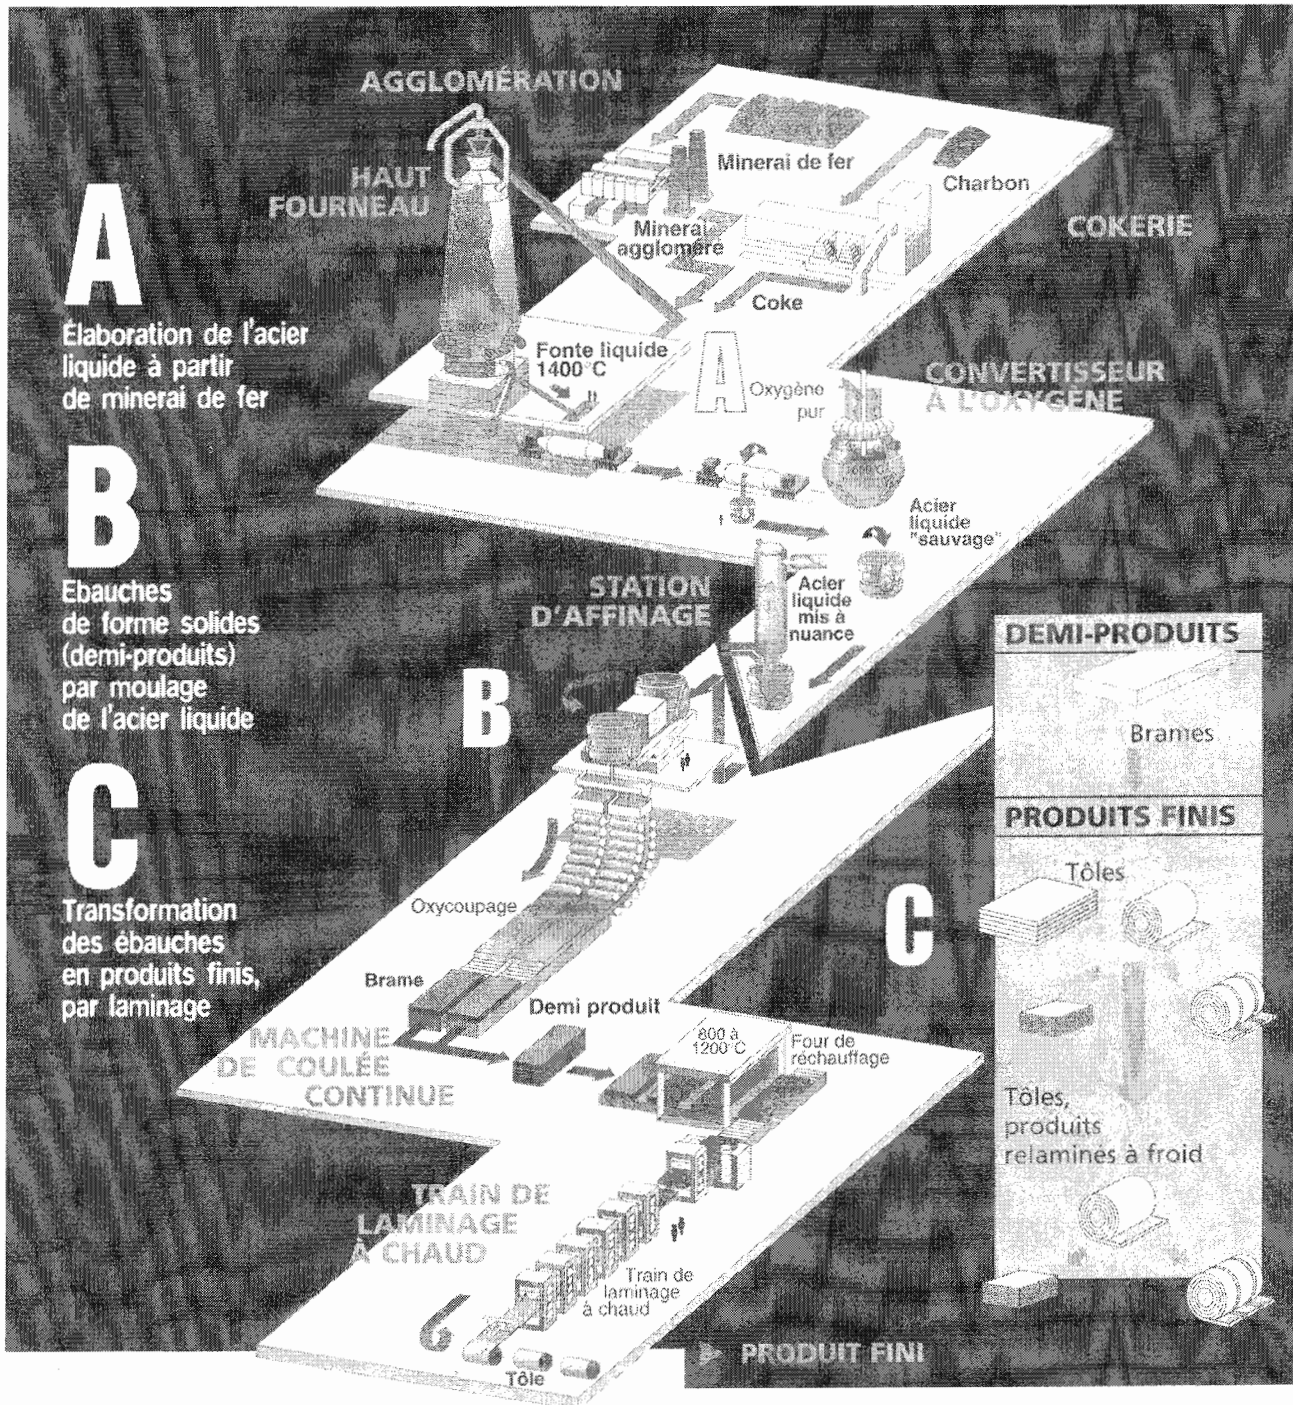 AGGLOMÉRATION
HAUT
FOURNEAU
Minerai de fer
Charbon
COKERIE
Minerai
aggloméré
Coke
A
Élaboration de l'acier
liquide à partir
de minerai de fer
Fonte liquide
1400°C
A
Oxygène
pur
CONVERTISSEUR
À L'OXYGÈNE
Acier
liquide
"sauvage"
B
Ebauches
de forme solides
(demi-produits)
par moulage
de l'acier liquide
STATION
D'AFFINAGE
Acier
liquide
mis à
nuance
B
C
Transformation
des ébauches
en produits finis,
par laminage
Oxycoupage
Brame
Demi produit
MACHINE
DE COULÉE
CONTINUE
800 à
1200°C
Four de
réchauffage
TRAIN DE
LAMINAGE
À CHAUD
Train de
laminage
à chaud
Tôle
PRODUIT FINI
C
DEMI-PRODUITS
Brames
PRODUITS FINIS
Tôles
Tôles,
produits
relaminés à froid